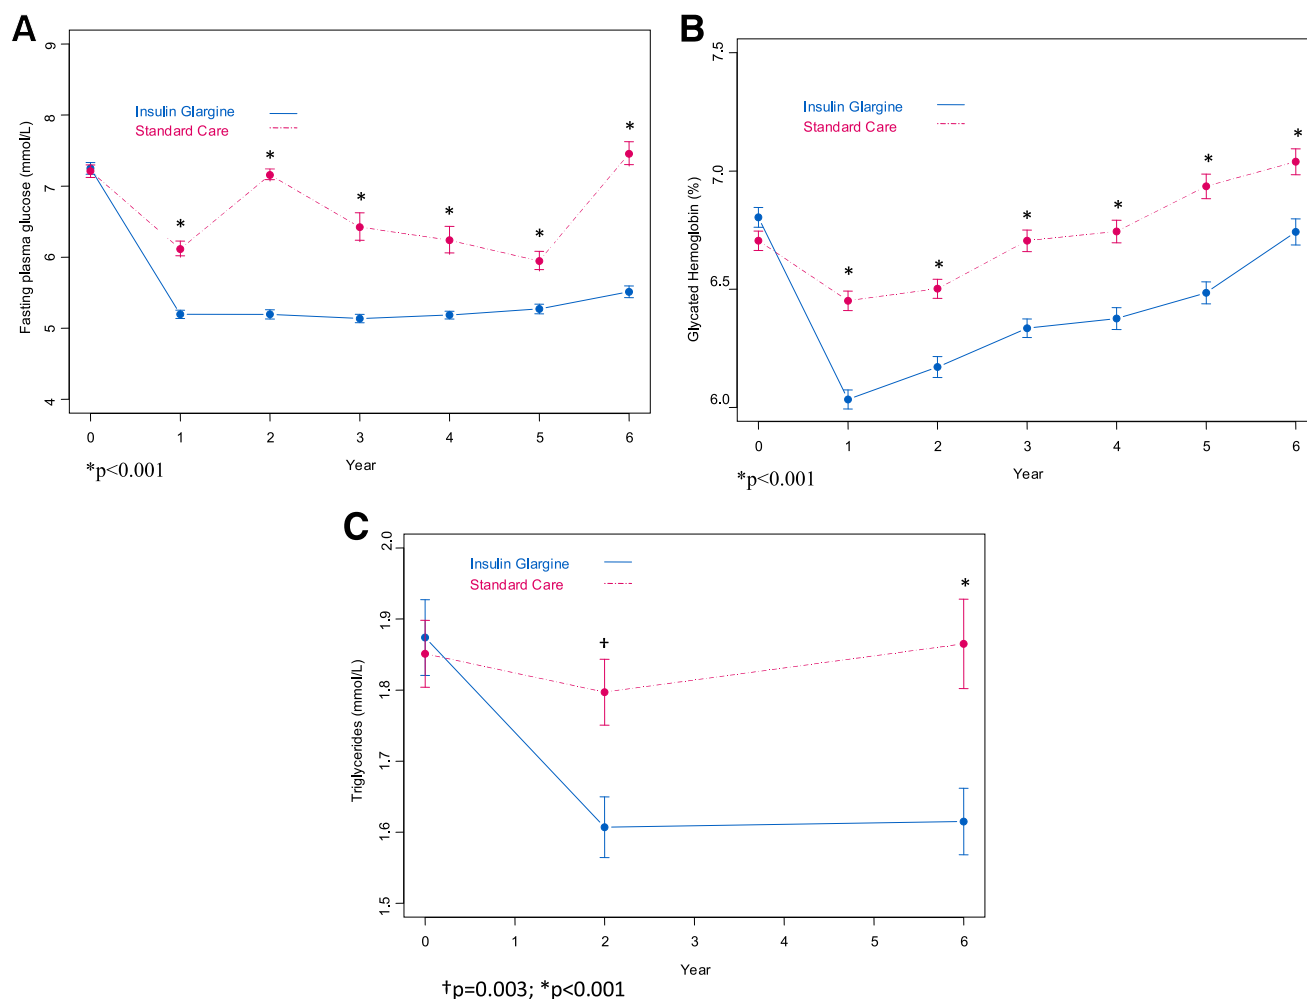 A
Fasting plasma glucose (mmol/L)
9
8
7
6
5
4
Insulin Glargine
Standard Care
* * * * * *
0 1 2 3 4 5 6
Year
*p<0.001
B
Glycated Hemoglobin (%)
7.5
7.0
6.5
6.0
Insulin Glargine
Standard Care
* * * * * *
0 1 2 3 4 5 6
Year
*p<0.001
C
Triglycerides (mmol/L)
2.0
1.9
1.8
1.7
1.6
1.5
Insulin Glargine
Standard Care
† *
0 1 2 3 4 5 6
Year
†p=0.003; *p<0.001